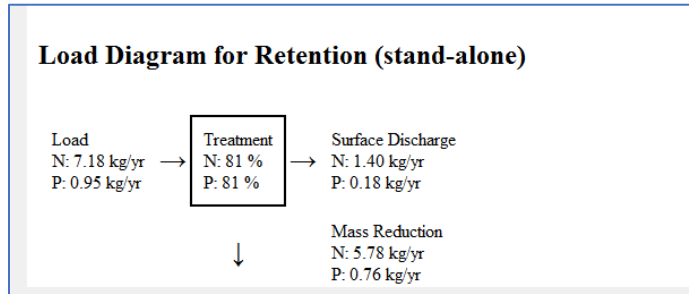 Load Diagram for Retention (stand-alone)
Load
N: 7.18 kg/yr
P: 0.95 kg/yr
→
Treatment
N: 81 %
P: 81 %
→
Surface Discharge
N: 1.40 kg/yr
P: 0.18 kg/yr
↓
Mass Reduction
N: 5.78 kg/yr
P: 0.76 kg/yr